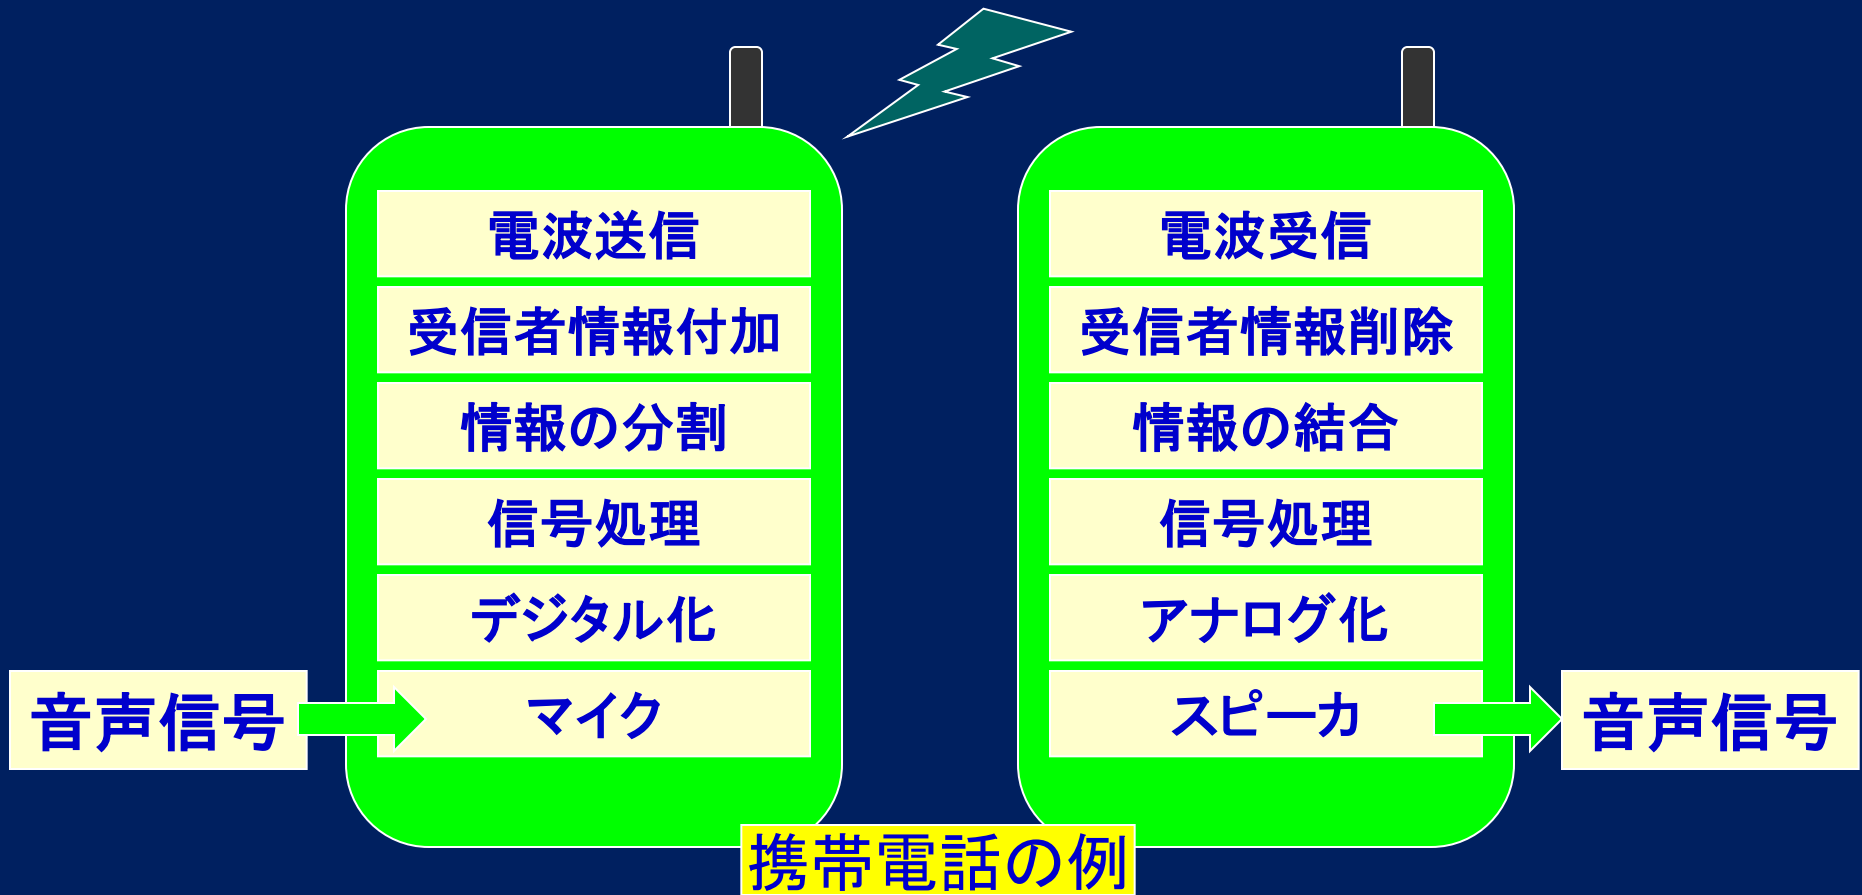 電波送信
受信者情報付加
情報の分割
信号処理
デジタル化
マイク
音声信号
電波受信
受信者情報削除
情報の結合
信号処理
アナログ化
スピーカ
音声信号
携帯電話の例